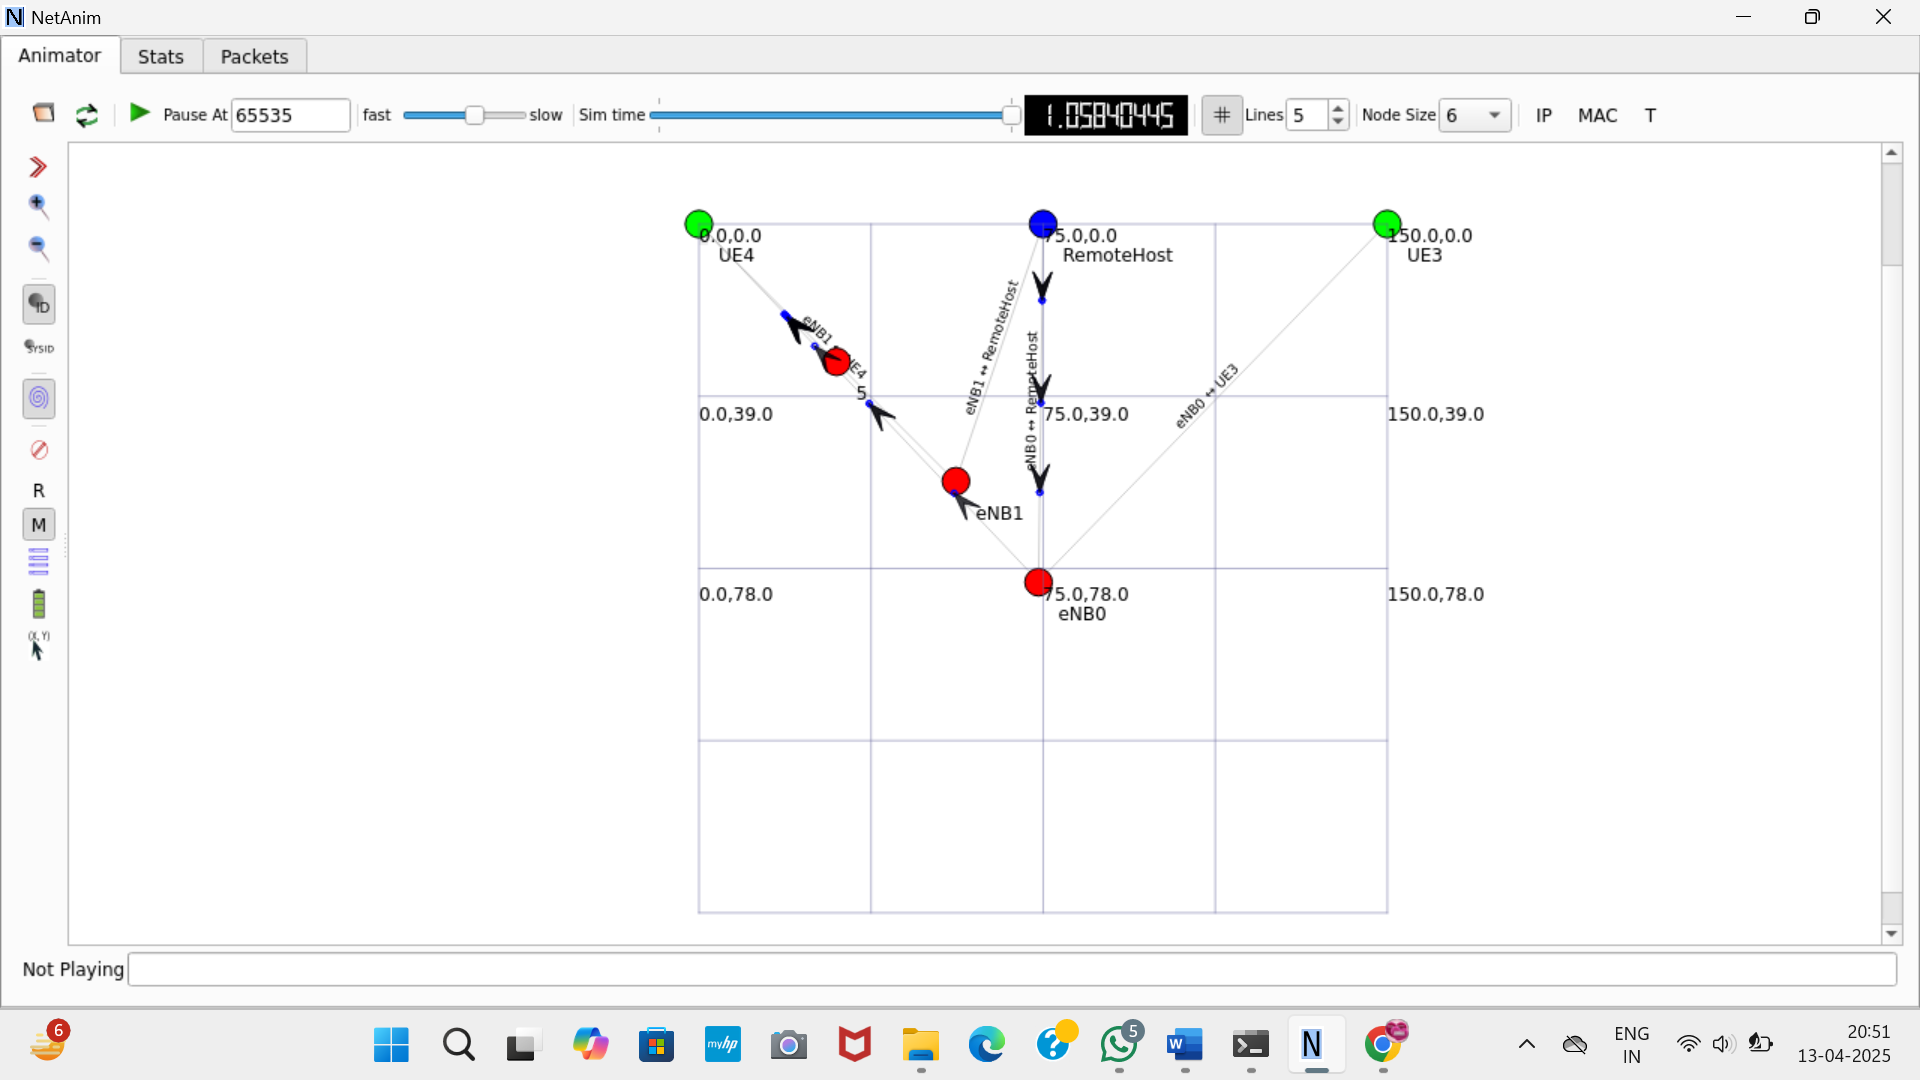 NetAnim
Animator
Stats
Packets
Pause At 65535
fast
slow
Sim time
1.05840445
Lines 5
Node Size 6
IP
MAC
T
ID
SYSID
R
M
(X, Y)
0.0,0.0
UE4
75.0,0.0
RemoteHost
150.0,0.0
UE3
eNB1 ↔ RemoteHost
eNB0 ↔ RemoteHost
eNB0 ↔ UE3
5
0.0,39.0
75.0,39.0
150.0,39.0
eNB1
0.0,78.0
75.0,78.0
eNB0
150.0,78.0
Not Playing
6
myhp
5
W
N
ENG
IN
20:51
13-04-2025